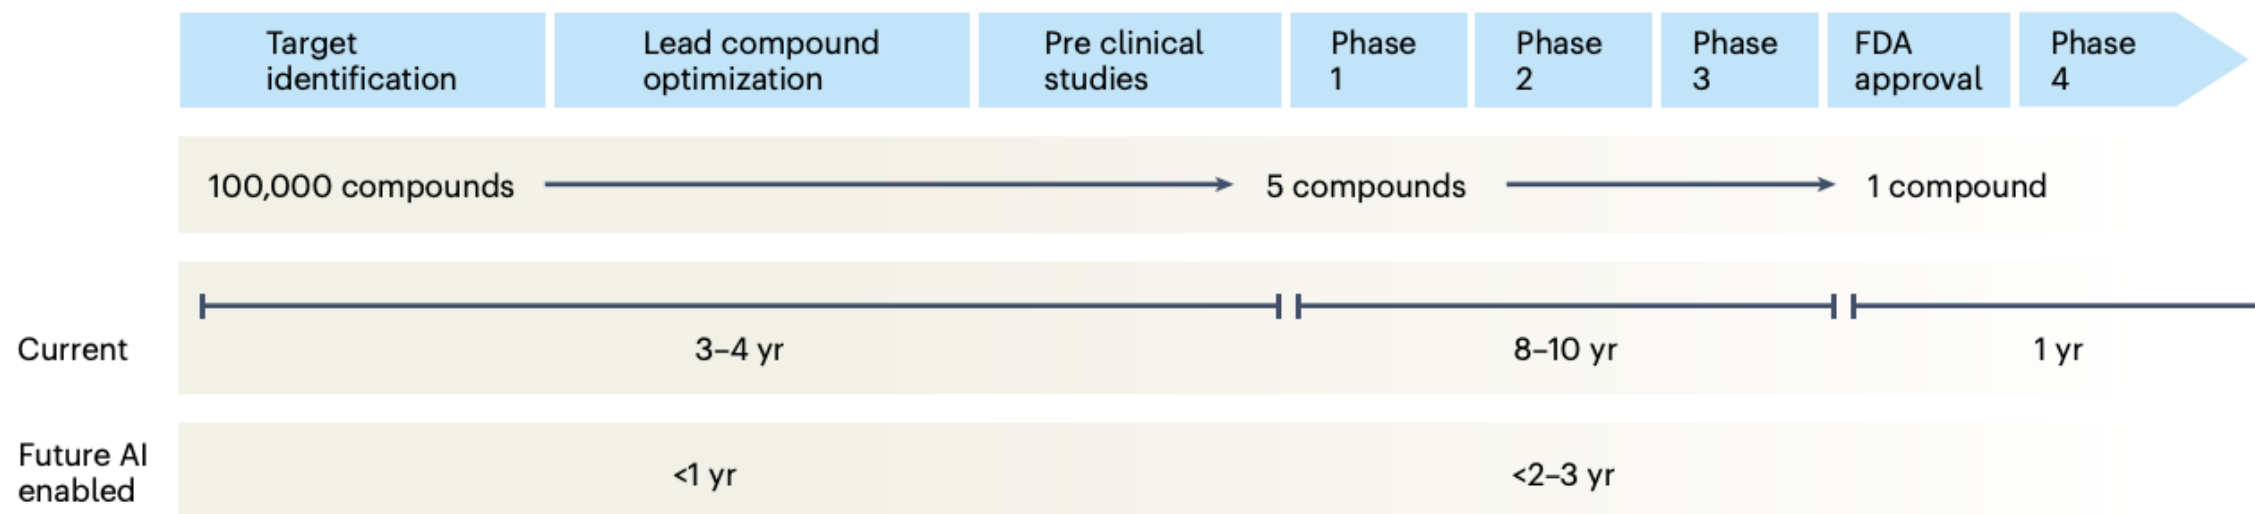 Target
identification
Lead compound
optimization
Pre clinical
studies
Phase
1
Phase
2
Phase
3
FDA
approval
Phase
4
100,000 compounds
5 compounds
1 compound
Current
3–4 yr
8–10 yr
1 yr
Future AI
enabled
<1 yr
<2–3 yr